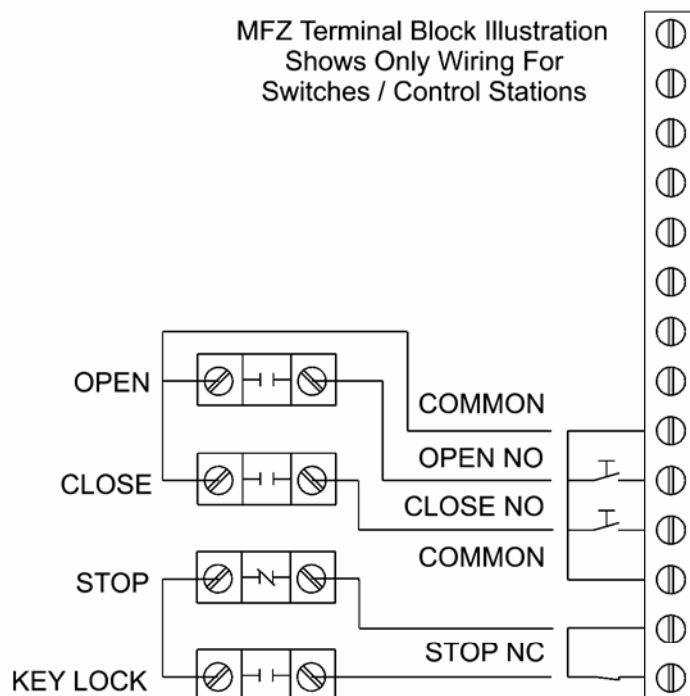 MFZ Terminal Block Illustration
Shows Only Wiring For
Switches / Control Stations
OPEN
COMMON
OPEN NO
CLOSE
CLOSE NO
COMMON
STOP
STOP NC
KEY LOCK